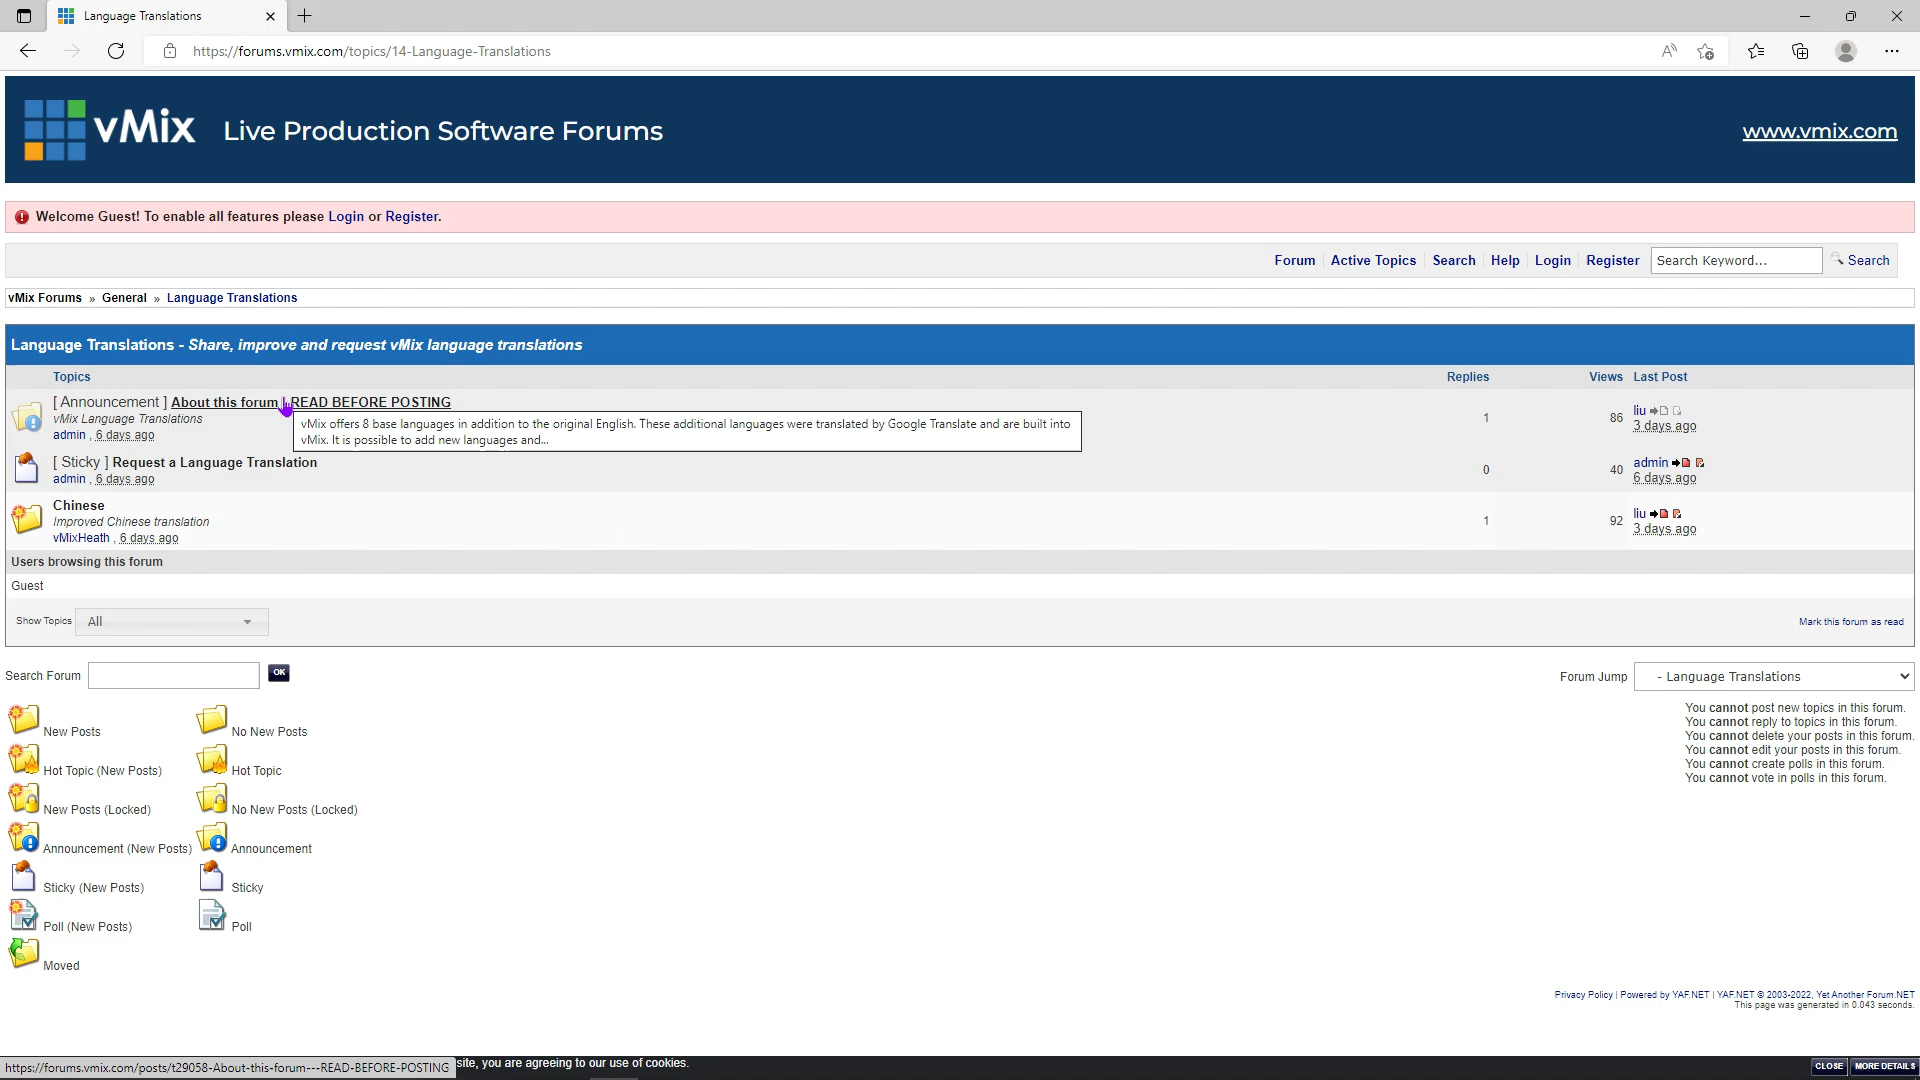 Language Translations
https://forums.vmix.com/topics/14-Language-Translations
vMix Live Production Software Forums
www.vmix.com
Welcome Guest! To enable all features please Login or Register.
Forum Active Topics Search Help Login Register Search Keyword... Search
vMix Forums » General » Language Translations
Language Translations - Share, improve and request vMix language translations
Topics Replies Views Last Post
[ Announcement ] About this forum READ BEFORE POSTING
vMix Language Translations
admin , 6 days ago
1 86 liu
3 days ago
vMix offers 8 base languages in addition to the original English. These additional languages were translated by Google Translate and are built into
vMix. It is possible to add new languages and...
[ Sticky ] Request a Language Translation
admin , 6 days ago
0 40 admin
6 days ago
Chinese
Improved Chinese translation
vMixHeath , 6 days ago
1 92 liu
3 days ago
Users browsing this forum
Guest
Show Topics All
Mark this forum as read
Search Forum OK
Forum Jump - Language Translations
You cannot post new topics in this forum.
You cannot reply to topics in this forum.
You cannot delete your posts in this forum.
You cannot edit your posts in this forum.
You cannot create polls in this forum.
You cannot vote in polls in this forum.
New Posts No New Posts
Hot Topic (New Posts) Hot Topic
New Posts (Locked) No New Posts (Locked)
Announcement (New Posts) Announcement
Sticky (New Posts) Sticky
Poll (New Posts) Poll
Moved
Privacy Policy | Powered by YAF.NET | YAF.NET © 2003-2022, Yet Another Forum.NET
This page was generated in 0.043 seconds.
https://forums.vmix.com/posts/t29058-About-this-forum---READ-BEFORE-POSTING
site, you are agreeing to our use of cookies.
CLOSE MORE DETAILS